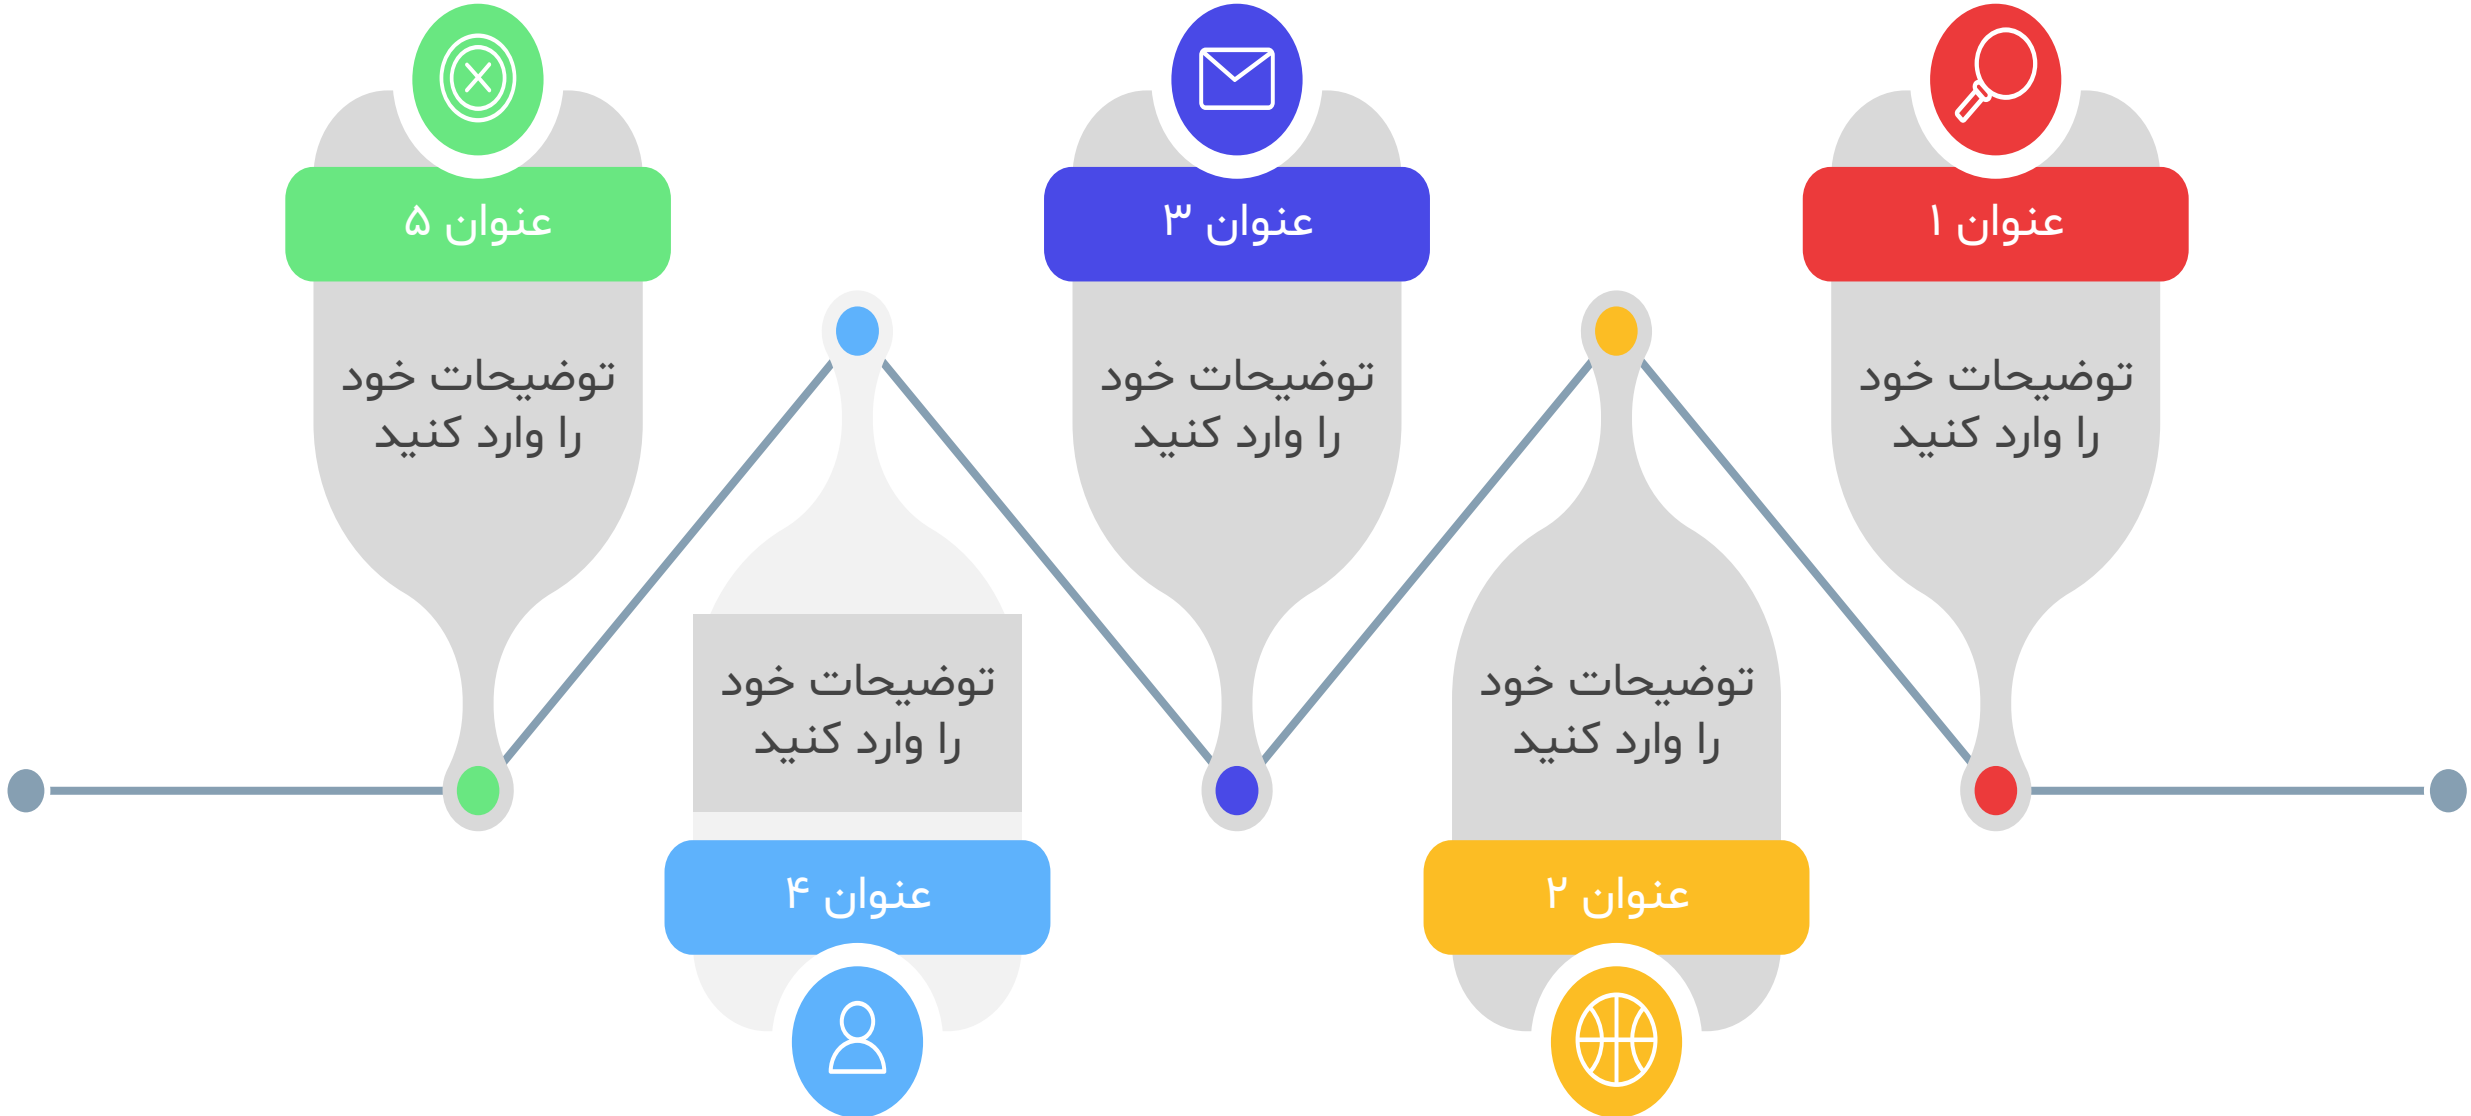 عنوان ۱
توضیحات خود
را وارد کنید
عنوان ۲
توضیحات خود
را وارد کنید
عنوان ۳
توضیحات خود
را وارد کنید
عنوان ۴
توضیحات خود
را وارد کنید
عنوان ۵
توضیحات خود
را وارد کنید